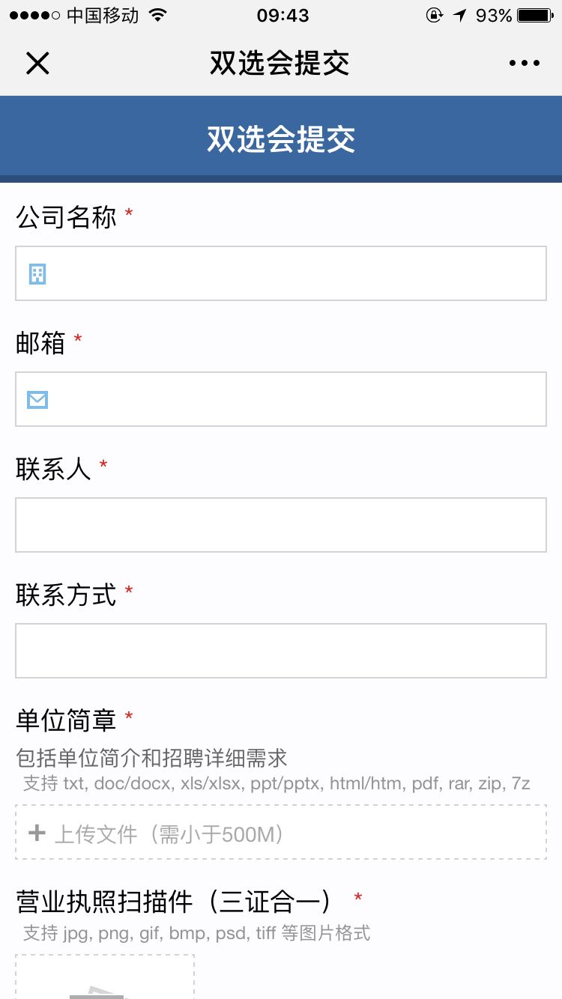 中国移动 09:43 93%
双选会提交
双选会提交
公司名称 *
邮箱 *
联系人 *
联系方式 *
单位简章 *
包括单位简介和招聘详细需求
支持 txt, doc/docx, xls/xlsx, ppt/pptx, html/htm, pdf, rar, zip, 7z
+ 上传文件（需小于500M）
营业执照扫描件（三证合一） *
支持 jpg, png, gif, bmp, psd, tiff 等图片格式